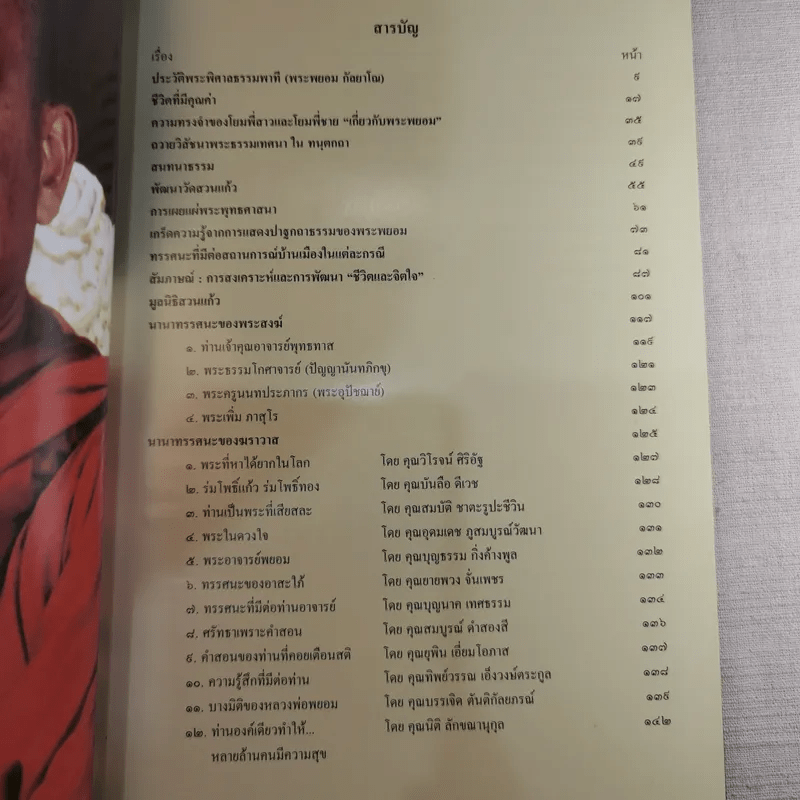 สารบัญ
เรื่อง หน้า
ประวัติพระพิศาลธรรมพาที (พระพยอม กัลยาโณ) ๙
ชีวิตที่มีคุณค่า ๑๗
ความทรงจำของโยมพี่สาวและโยมพี่ชาย “เกี่ยวกับพระพยอม” ๓๕
ถวายวิสัชนาพระธรรมเทศนา ใน ทนุตกถา ๓๙
สนทนาธรรม ๔๙
พัฒนาวัดสวนแก้ว ๕๕
การเผยแผ่พระพุทธศาสนา ๖๑
เกร็ดความรู้จากการแสดงปาฐกถาธรรมของพระพยอม ๗๓
ทรรศนะที่มีต่อสถานการณ์บ้านเมืองในแต่ละกรณี ๘๑
สัมภาษณ์ : การสงเคราะห์และการพัฒนา “ชีวิตและจิตใจ” ๘๗
มูลนิธิสวนแก้ว ๑๐๑
นานาทรรศนะของพระสงฆ์ ๑๑๗
๑. ท่านเจ้าคุณอาจารย์พุทธทาส ๑๑๙
๒. พระธรรมโกศาจารย์ (ปัญญานันทภิกขุ) ๑๒๑
๓. พระครูนนทประภากร (พระอุปัชฌาย์) ๑๒๓
๔. พระเพิ่ม ภาสุโร ๑๒๔
นานาทรรศนะของฆราวาส ๑๒๕
๑. พระที่หาได้ยากในโลก โดย คุณวิโรจน์ ศิริอัฐ ๑๒๗
๒. ร่มโพธิ์แก้ว ร่มโพธิ์ทอง โดย คุณบันลือ ดีเวช ๑๒๘
๓. ท่านเป็นพระที่เสียสละ โดย คุณสมบัติ ชาตะรูปะชีวิน ๑๓๐
๔. พระในดวงใจ โดย คุณอุดมเดช ภูสมบูรณ์วัฒนา ๑๓๑
๕. พระอาจารย์พยอม โดย คุณบุญธรรม กิ่งค้างพูล ๑๓๒
๖. ทรรศนะของอาสะใภ้ โดย คุณยายพวง จั่นเพชร ๑๓๓
๗. ทรรศนะที่มีต่อท่านอาจารย์ โดย คุณบุญนาค เทศธรรม ๑๓๔
๘. ศรัทธาเพราะคำสอน โดย คุณสมบูรณ์ ดำสองสี ๑๓๖
๙. คำสอนของท่านที่คอยเตือนสติ โดย คุณยุพิน เอี่ยมโอภาส ๑๓๗
๑๐. ความรู้สึกที่มีต่อท่าน โดย คุณทิพย์วรรณ เอ็งวงษ์ตระกูล ๑๓๘
๑๑. บางมิติของหลวงพ่อพยอม โดย คุณบรรเจิด ตันติกัลยาภรณ์ ๑๓๙
๑๒. ท่านองค์เดียวทำให้... โดย คุณนิติ ลักขณานุกูล ๑๔๒
หลายล้านคนมีความสุข